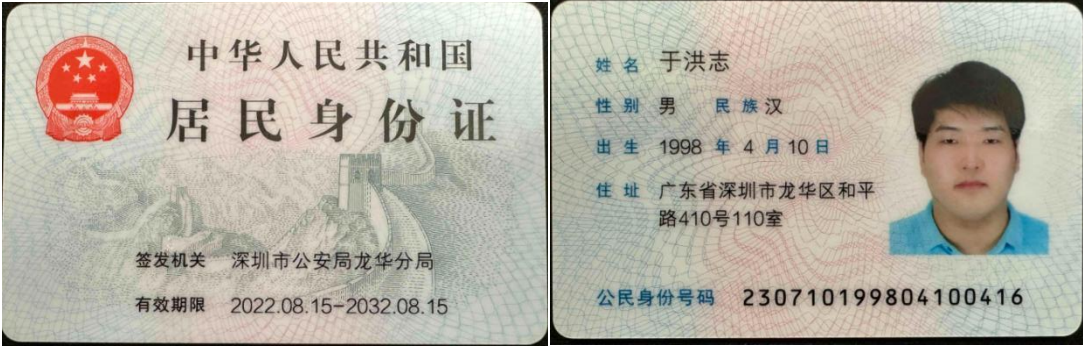 中华人民共和国
居民身份证
签发机关 深圳市公安局龙华分局
有效期限 2022.08.15-2032.08.15
姓名 于洪志
性别 男 民族 汉
出生 1998 年 4 月 10 日
住址 广东省深圳市龙华区和平
路410号110室
公民身份号码 230710199804100416